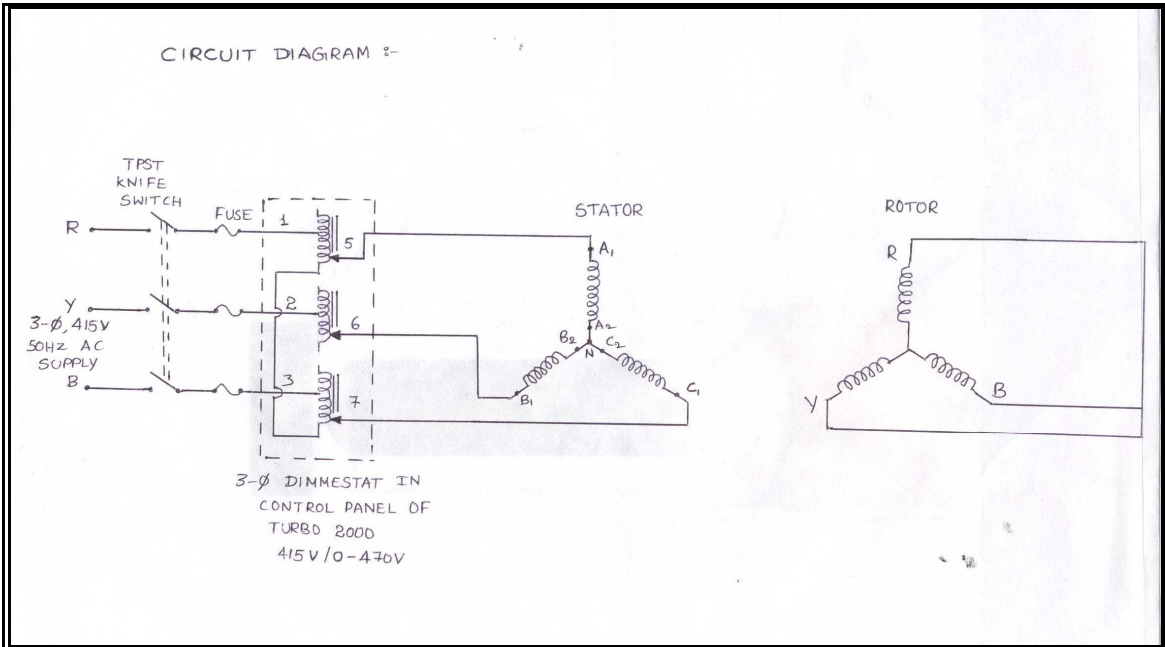 CIRCUIT DIAGRAM :-
TPST
KNIFE
SWITCH
FUSE
STATOR
ROTOR
R
1
5
A1
R
Y
2
6
A2
B2
N
C2
3-Ø, 415V
50HZ AC
SUPPLY
B
3
7
B1
C1
Y
B
3-Ø DIMMESTAT IN
CONTROL PANEL OF
TURBO 2000
415V/0-470V